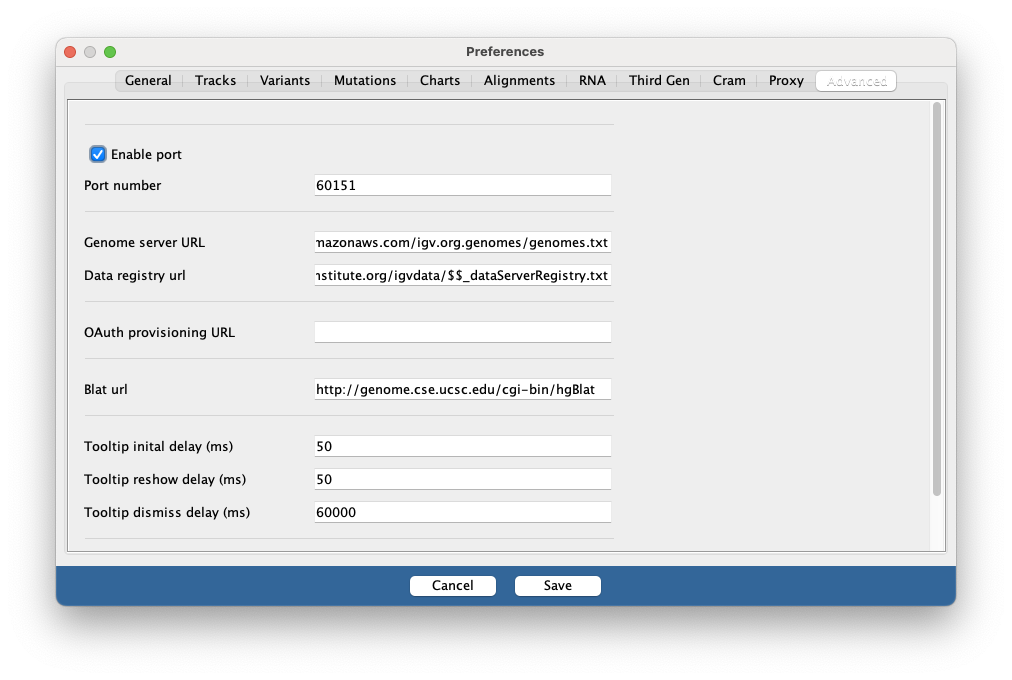 Preferences
General Tracks Variants Mutations Charts Alignments RNA Third Gen Cram Proxy Advanced
Enable port
Port number 60151
Genome server URL mazonaws.com/igv.org.genomes/genomes.txt
Data registry url nstitute.org/igvdata/$$_dataServerRegistry.txt
OAuth provisioning URL
Blat url http://genome.cse.ucsc.edu/cgi-bin/hgBlat
Tooltip inital delay (ms) 50
Tooltip reshow delay (ms) 50
Tooltip dismiss delay (ms) 60000
Cancel Save